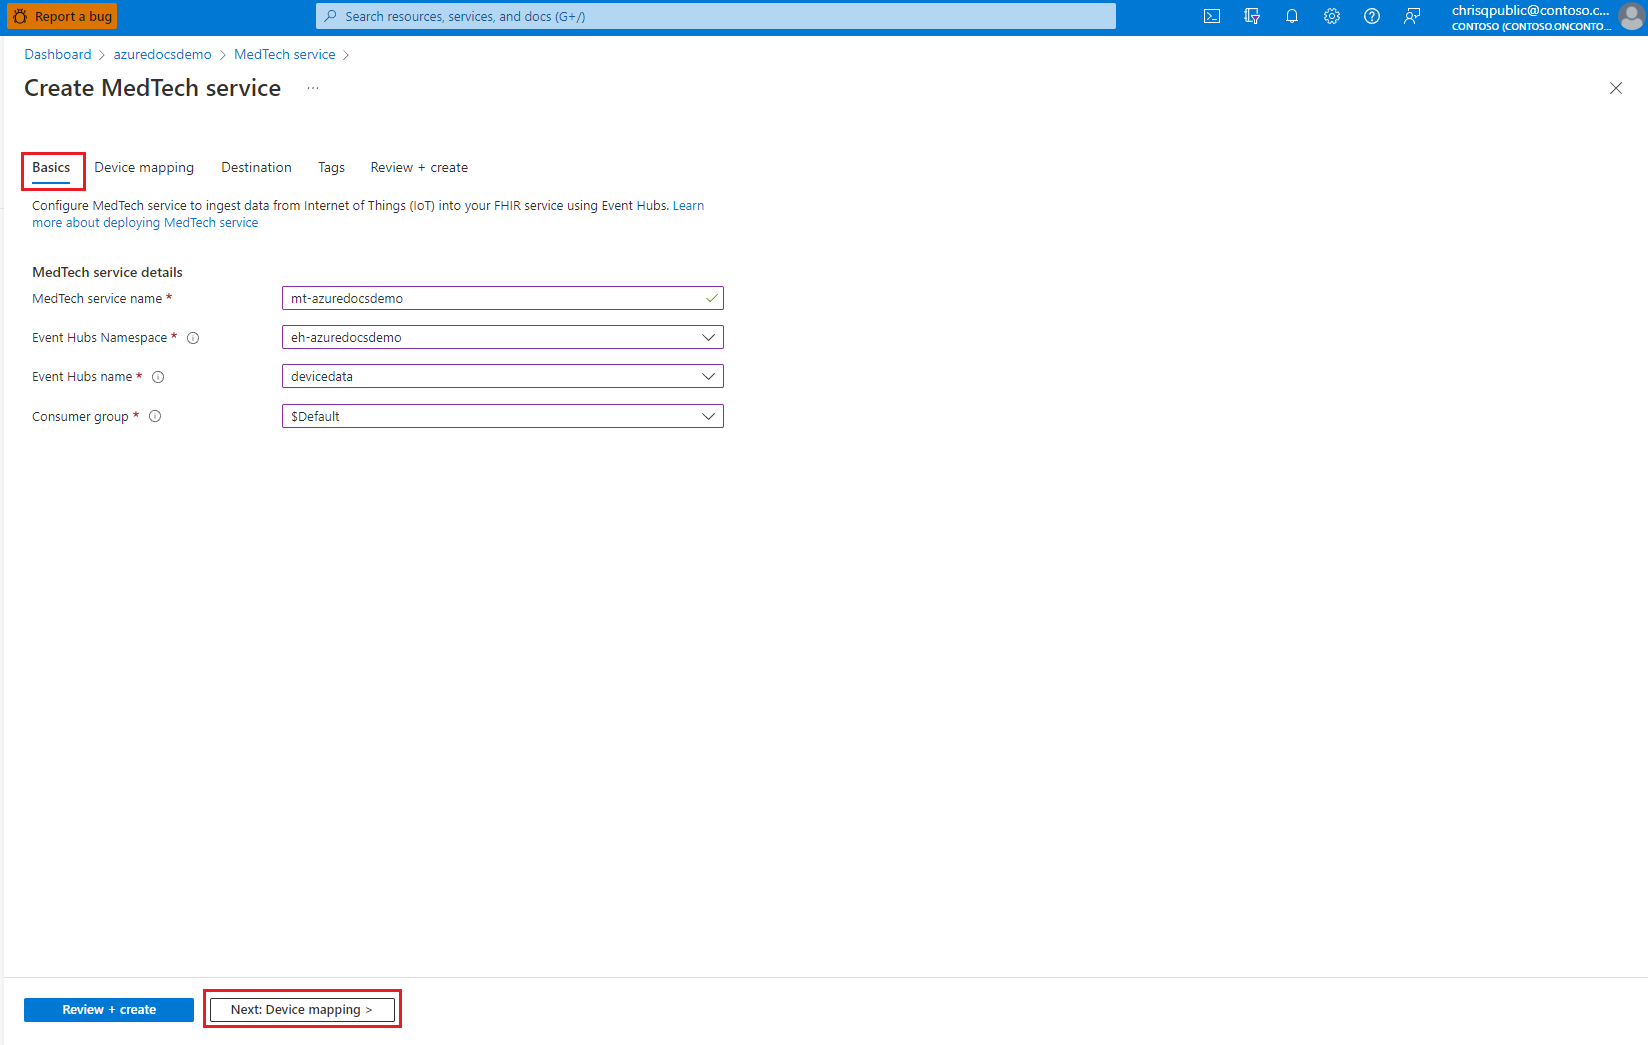 Report a bug
Search resources, services, and docs (G+/)
chrisqpublic@contoso.c...
CONTOSO (CONTOSO.ONCONTO...
Dashboard > azuredocsdemo > MedTech service >
Create MedTech service ...
Basics Device mapping Destination Tags Review + create
Configure MedTech service to ingest data from Internet of Things (IoT) into your FHIR service using Event Hubs. Learn
more about deploying MedTech service
MedTech service details
MedTech service name * mt-azuredocsdemo
Event Hubs Namespace * eh-azuredocsdemo
Event Hubs name * devicedata
Consumer group * $Default
Review + create Next: Device mapping >